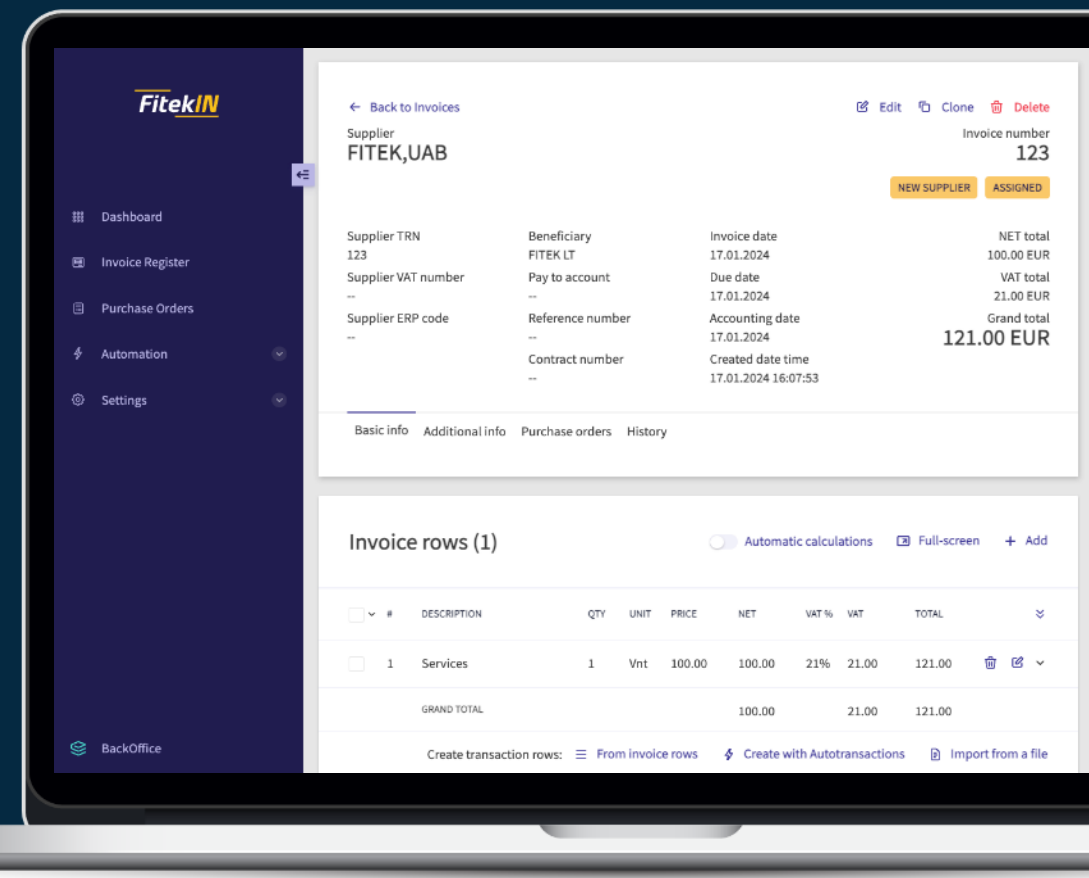 FitekIN
Dashboard
Invoice Register
Purchase Orders
Automation
Settings
BackOffice
← Back to Invoices
Edit Clone Delete
Supplier
FITEK,UAB
Invoice number
123
NEW SUPPLIER ASSIGNED
Supplier TRN
123
Supplier VAT number
--
Supplier ERP code
--
Beneficiary
FITEK LT
Pay to account
--
Reference number
--
Contract number
--
Invoice date
17.01.2024
Due date
17.01.2024
Accounting date
17.01.2024
Created date time
17.01.2024 16:07:53
NET total
100.00 EUR
VAT total
21.00 EUR
Grand total
121.00 EUR
Basic info Additional info Purchase orders History
Invoice rows (1)
Automatic calculations Full-screen + Add
# DESCRIPTION QTY UNIT PRICE NET VAT % VAT TOTAL
1 Services 1 Vnt 100.00 100.00 21% 21.00 121.00
GRAND TOTAL 100.00 21.00 121.00
Create transaction rows: From invoice rows Create with Autotransactions Import from a file